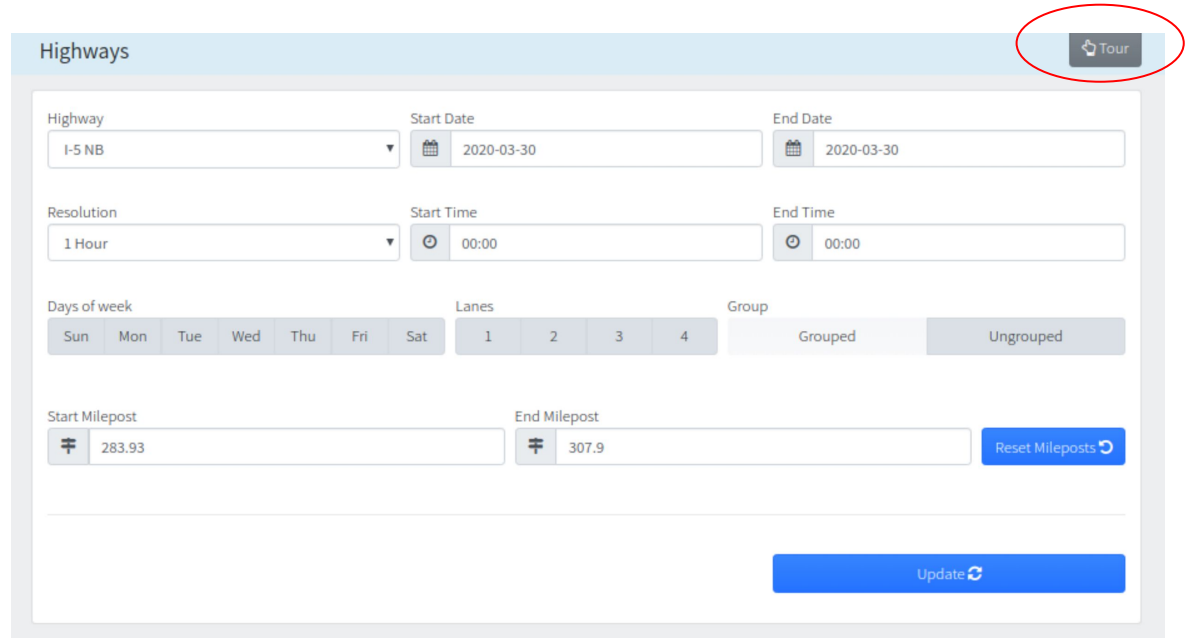 Highways Tour
Highway Start Date End Date
I-5 NB 2020-03-30 2020-03-30
Resolution Start Time End Time
1 Hour 00:00 00:00
Days of week Lanes Group
Sun Mon Tue Wed Thu Fri Sat 1 2 3 4 Grouped Ungrouped
Start Milepost End Milepost
283.93 307.9 Reset Mileposts
Update